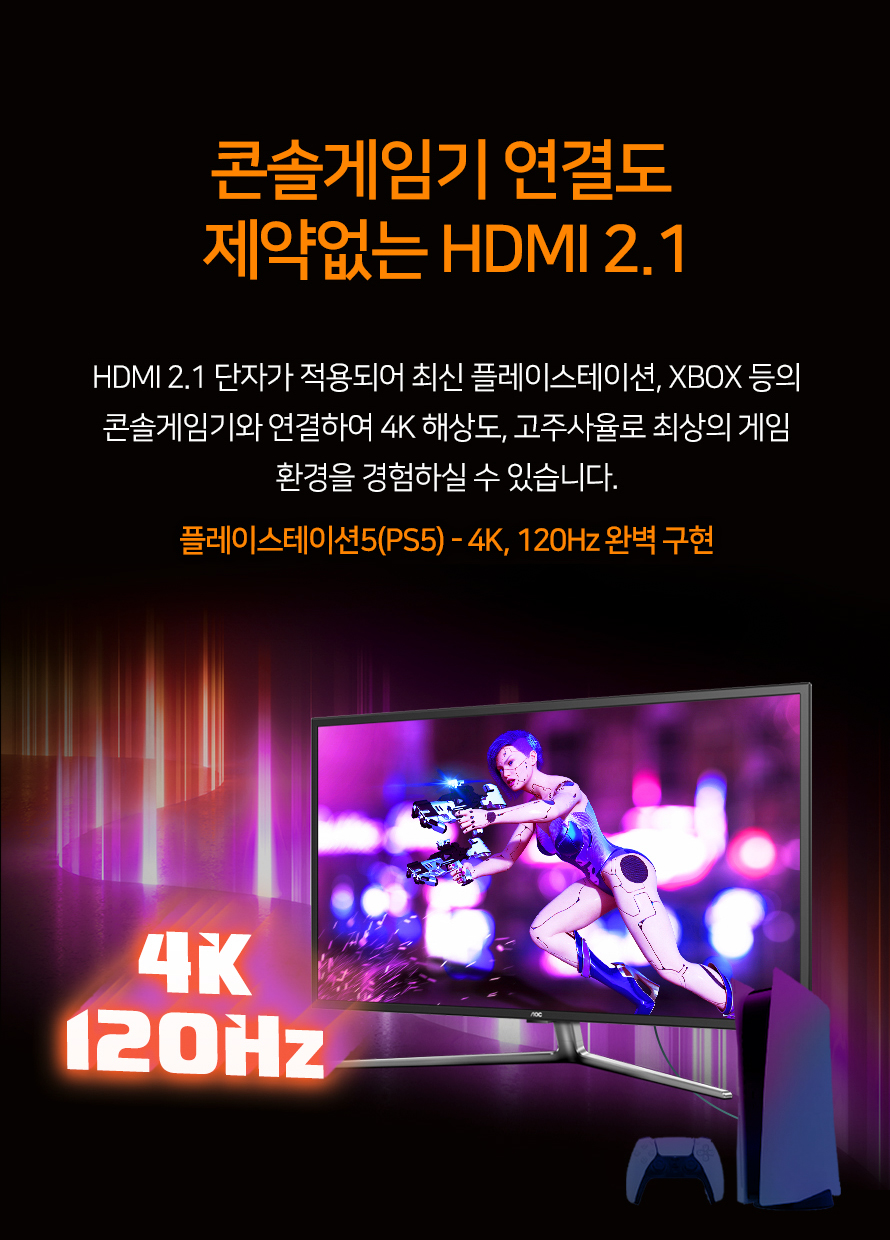 콘솔게임기 연결도
제약없는 HDMI 2.1
HDMI 2.1 단자가 적용되어 최신 플레이스테이션, XBOX 등의
콘솔게임기와 연결하여 4K 해상도, 고주사율로 최상의 게임
환경을 경험하실 수 있습니다.
플레이스테이션5(PS5) - 4K, 120Hz 완벽 구현
4K
120Hz
AOC